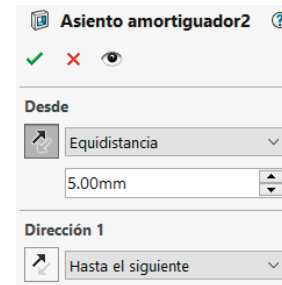 Asiento amortiguador2
Desde
Equidistancia
5.00mm
Dirección 1
Hasta el siguiente